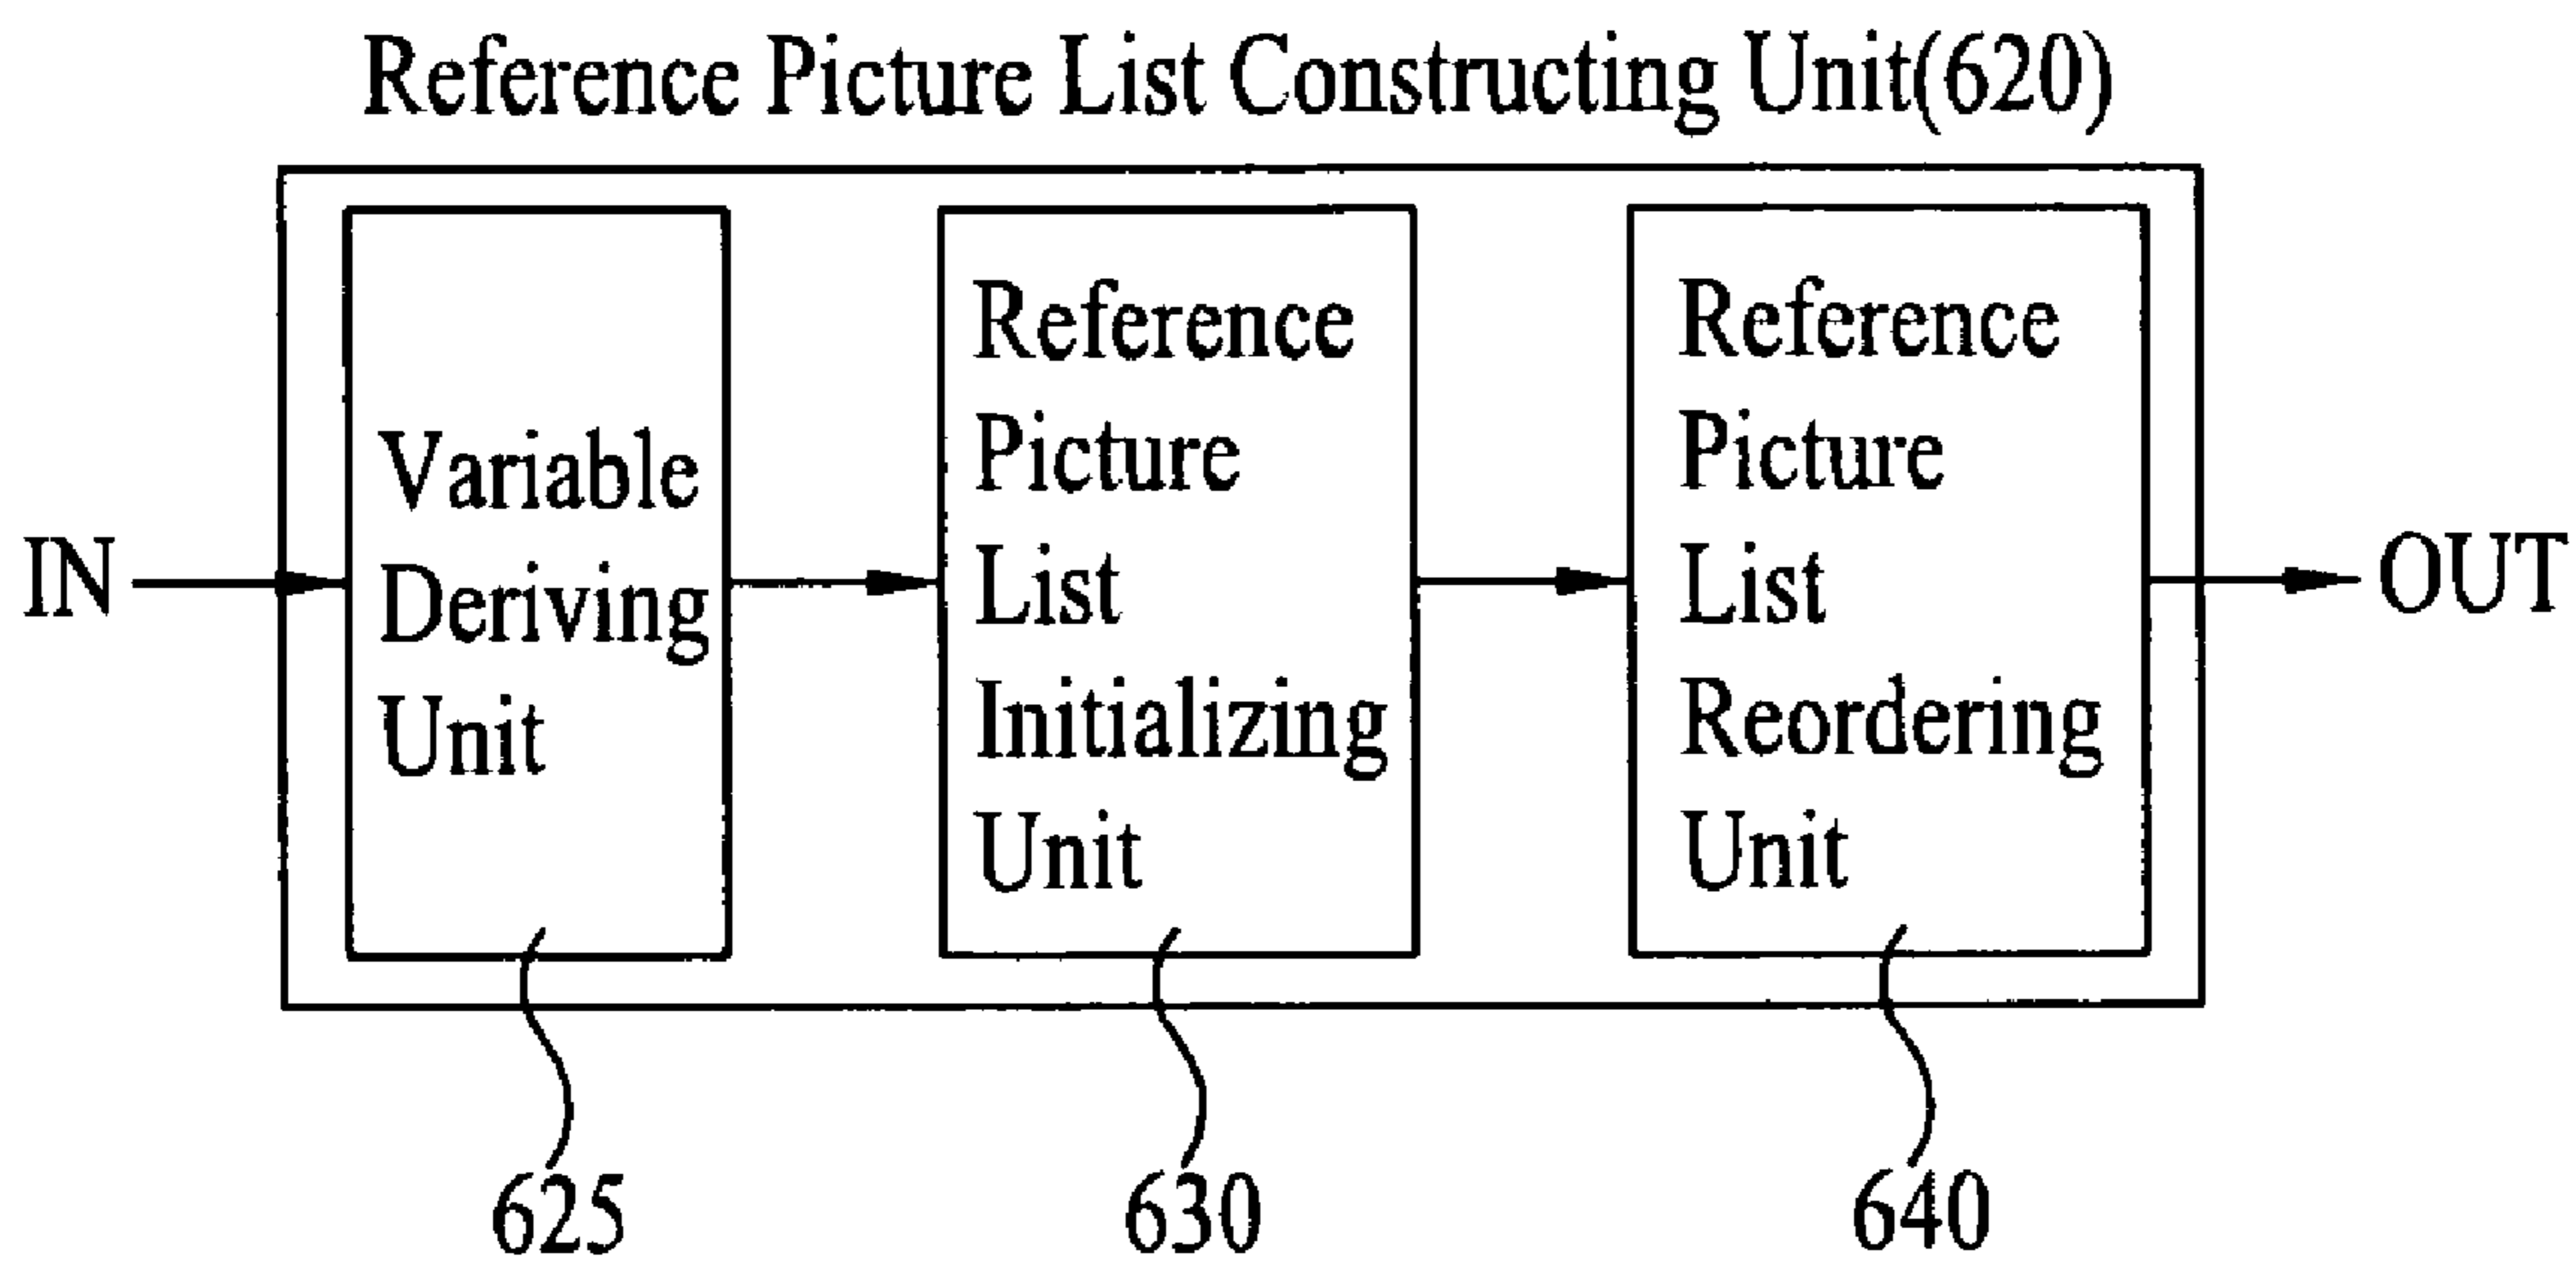 Reference Picture List Constructing Unit(620)
IN
Variable
Deriving
Unit
Reference
Picture
List
Initializing
Unit
Reference
Picture
List
Reordering
Unit
OUT
625
630
640